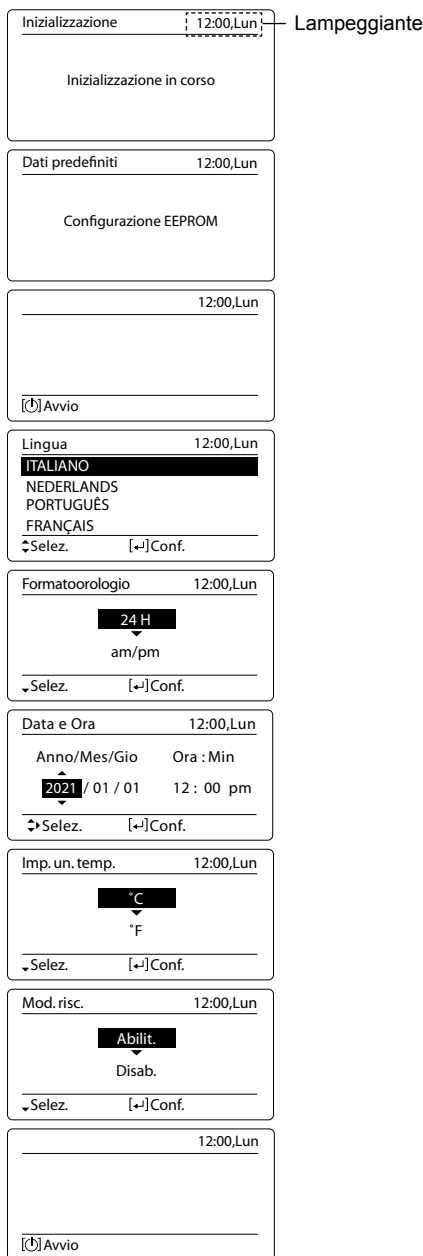 Inizializzazione 12:00,Lun Lampeggiante
Inizializzazione in corso
Dati predefiniti 12:00,Lun
Configurazione EEPROM
12:00,Lun
[⏻] Avvio
Lingua 12:00,Lun
ITALIANO
NEDERLANDS
PORTUGUÊS
FRANÇAIS
Selez. [↵] Conf.
Formatoorologio 12:00,Lun
24 H
am/pm
Selez. [↵] Conf.
Data e Ora 12:00,Lun
Anno/Mes/Gio Ora : Min
2021 / 01 / 01 12 : 00 pm
Selez. [↵] Conf.
Imp. un. temp. 12:00,Lun
°C
°F
Selez. [↵] Conf.
Mod. risc. 12:00,Lun
Abilit.
Disab.
Selez. [↵] Conf.
12:00,Lun
[⏻] Avvio